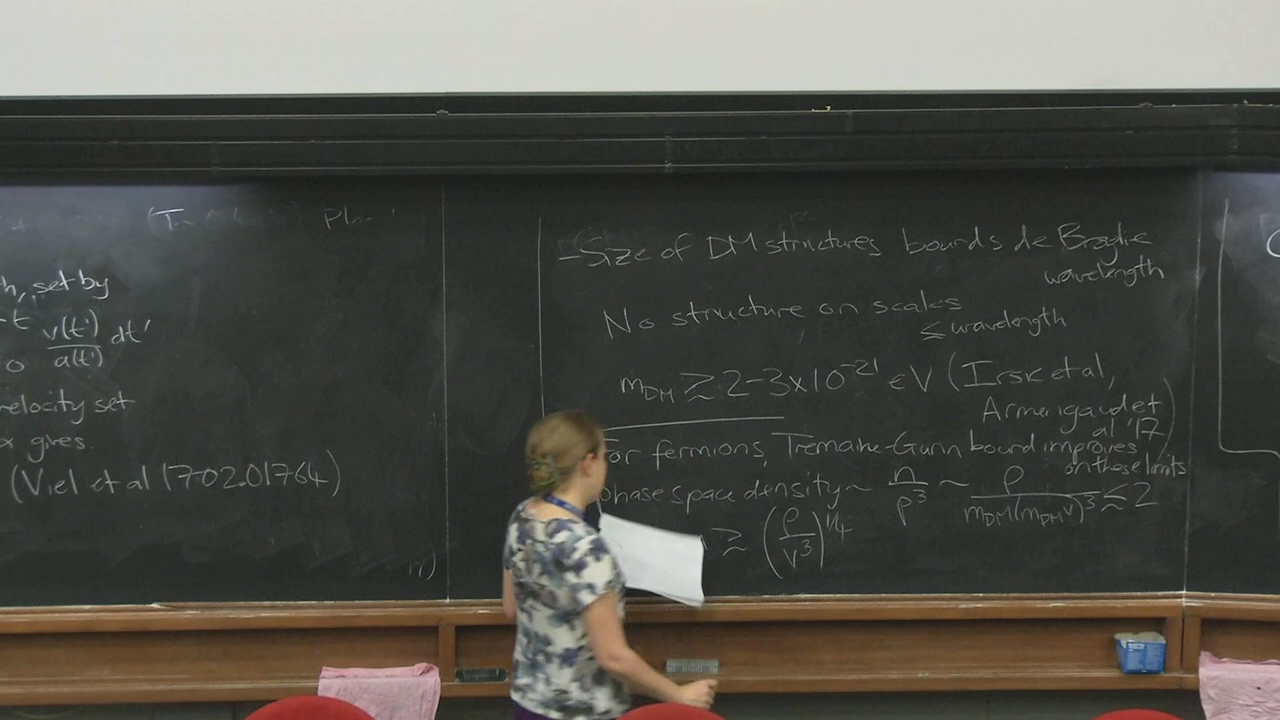 set by
v(t')
a(t') dt'
velocity set
gives.
(Viel et al 1702.01764)
- Size of DM structures bounds de Broglie
wavelength
No structure on scales
≲ wavelength
m_DM ≳ 2-3x10^-21 eV (Irsic et al,
Armengaud et
al '17)
For fermions, Tremaine-Gunn bound improves
on these limits
phase space density ~ n/p^3 ~ ρ/(m_DM(m_DM v)^3) ≲ 2
≳ (ρ/v^3)^1/4